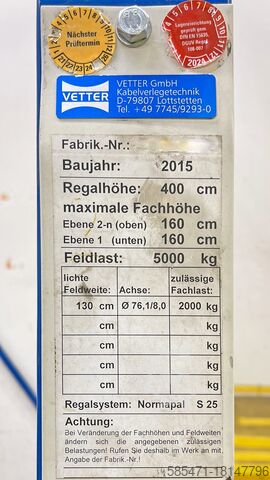 Nächster
Prüftermin
Lagereinrichtung
geprüft gem.
DIN EN 15635
DGUV Regel
108-007
2024
VETTER
VETTER GmbH
Kabelverlegetechnik
D-79807 Lottstetten
Tel. +49 7745/9293-0
Fabrik.-Nr.:
Baujahr: 2015
Regalhöhe: 400 cm
maximale Fachhöhe
Ebene 2-n (oben) 160 cm
Ebene 1 (unten) 160 cm
Feldlast: 5000 kg
lichte Feldweite: Achse: zulässige Fachlast:
130 cm Ø 76,1/8,0 2000 kg
cm kg
cm kg
cm kg
cm kg
Regalsystem: Normapal S 25
Achtung:
Bei Veränderung der Fachhöhen und Feldweiten
ändern sich die angegebenen zulässigen
Belastungen! Rufen Sie deshalb im Werk an mit
Angabe der Fabrik.-Nr.!
585471-18147796